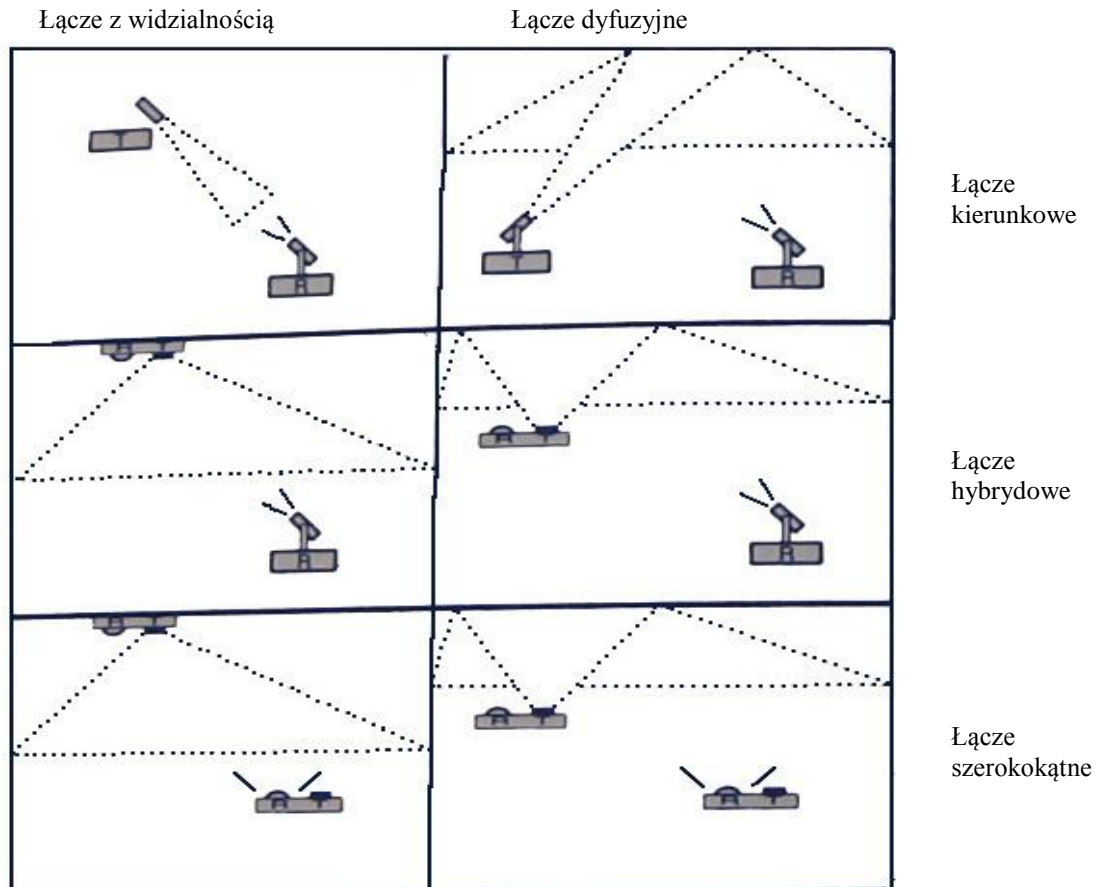 Łącze z widzialnością
Łącze dyfuzyjne
Łącze
kierunkowe
Łącze
hybrydowe
Łącze
szerokokątne